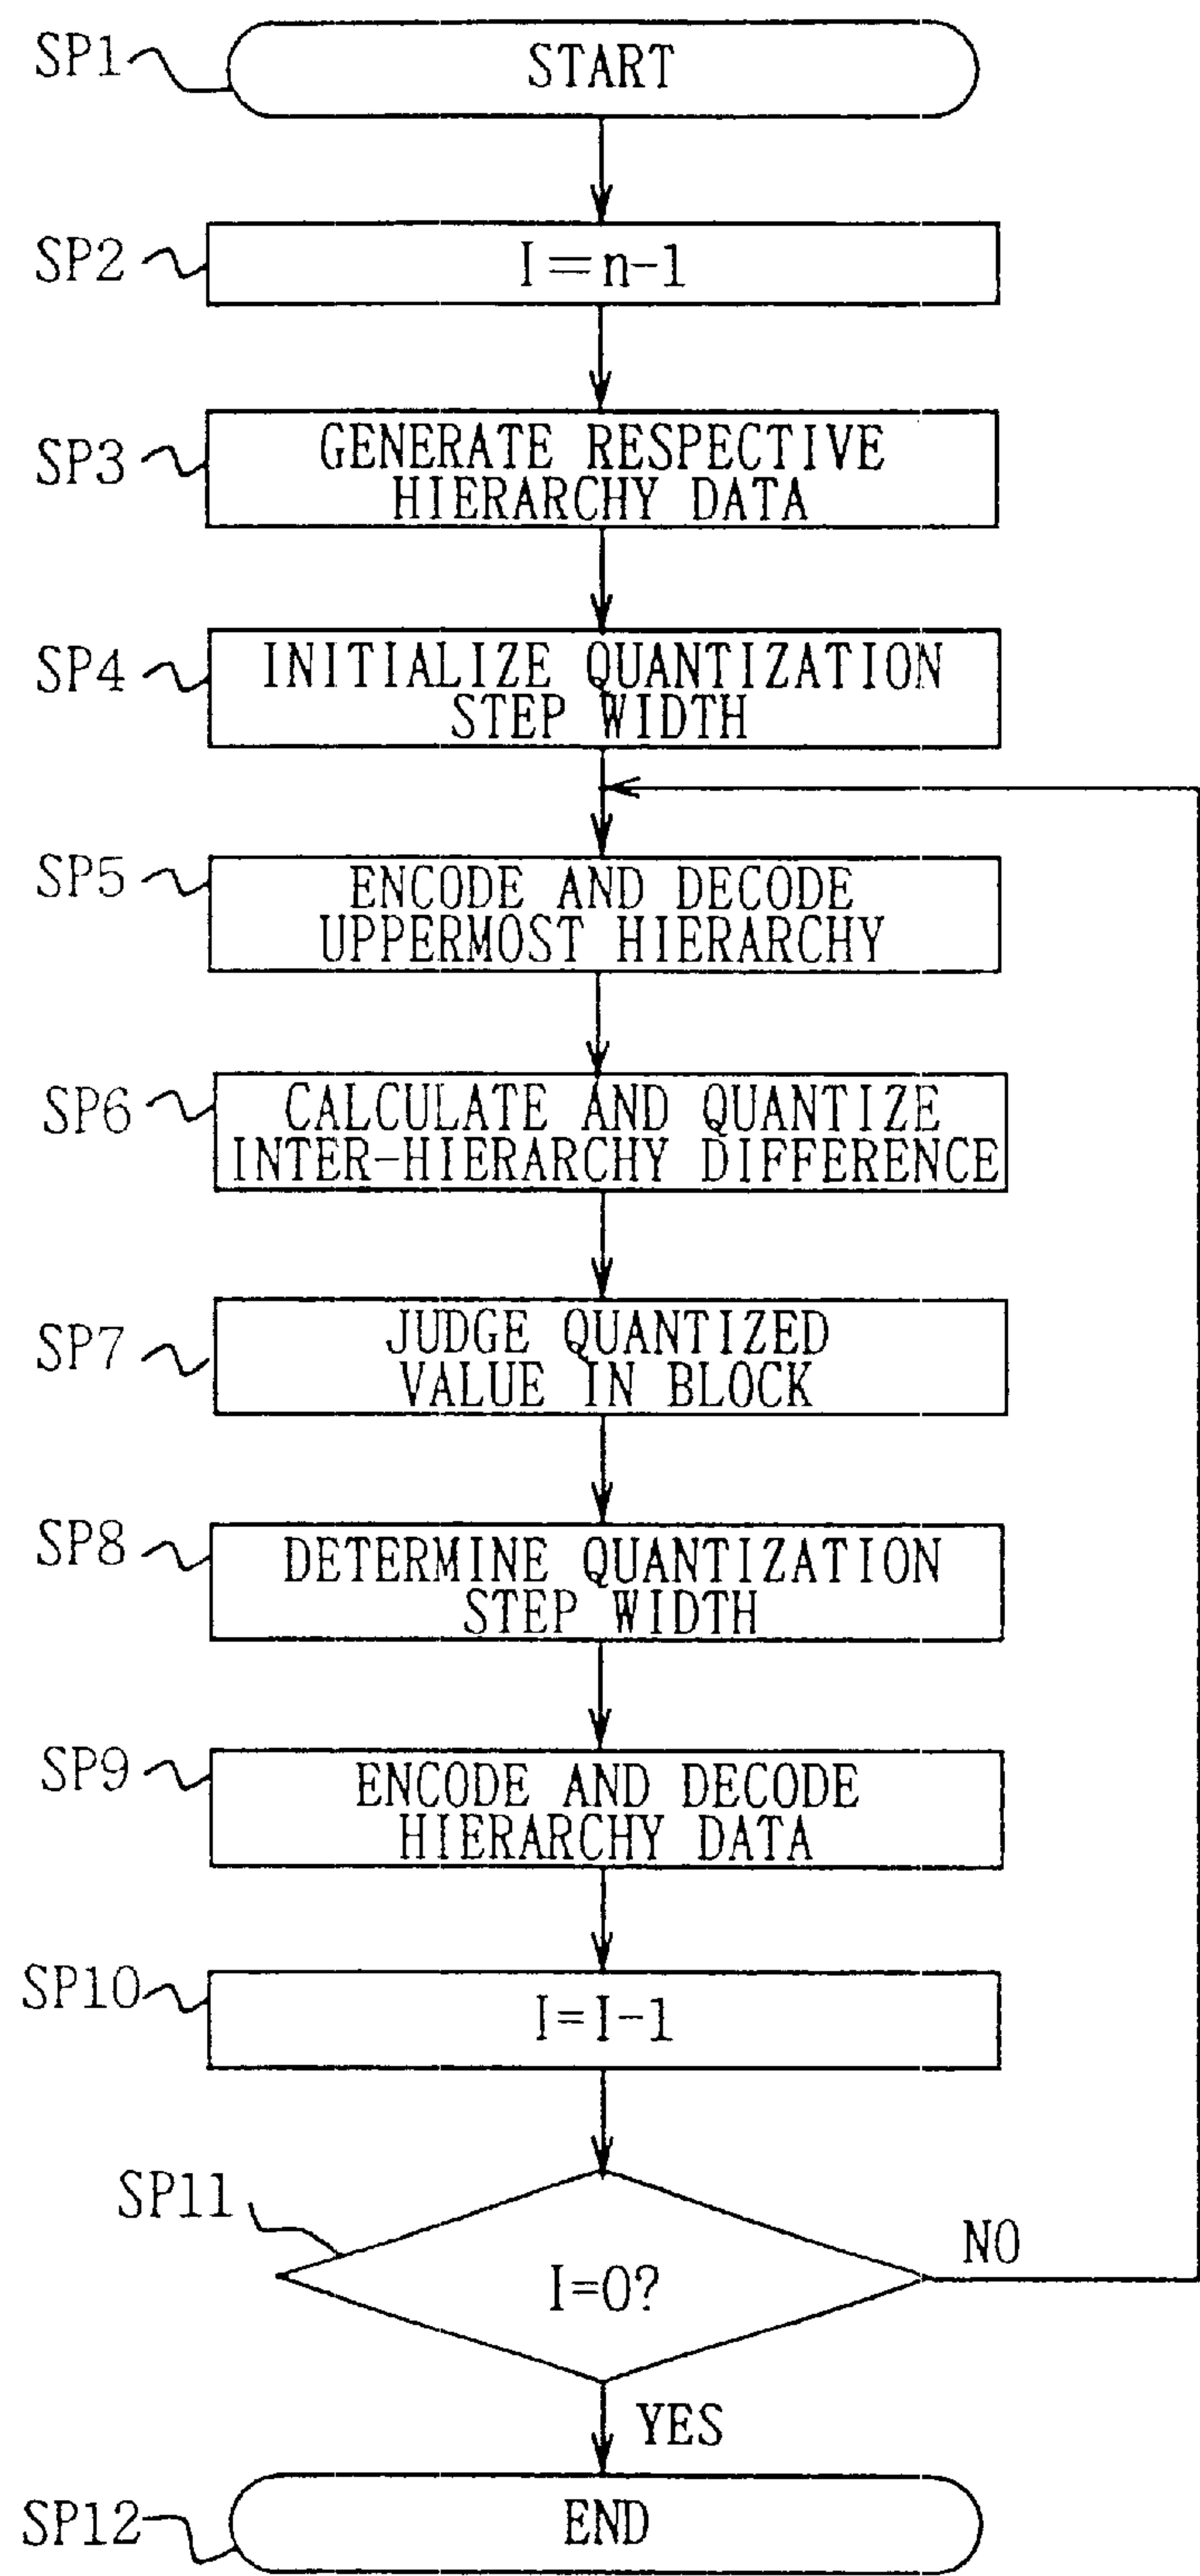 SP1
START
SP2
I=n-1
SP3
GENERATE RESPECTIVE
HIERARCHY DATA
SP4
INITIALIZE QUANTIZATION
STEP WIDTH
SP5
ENCODE AND DECODE
UPPERMOST HIERARCHY
SP6
CALCULATE AND QUANTIZE
INTER-HIERARCHY DIFFERENCE
SP7
JUDGE QUANTIZED
VALUE IN BLOCK
SP8
DETERMINE QUANTIZATION
STEP WIDTH
SP9
ENCODE AND DECODE
HIERARCHY DATA
SP10
I=I-1
SP11
I=0?
NO
YES
SP12
END